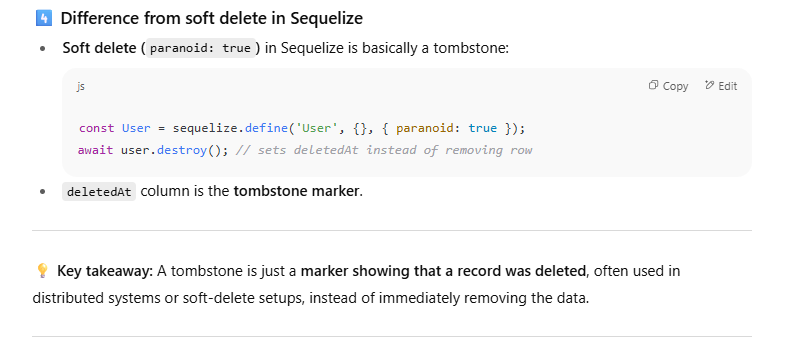 4 Difference from soft delete in Sequelize
• Soft delete (paranoid: true) in Sequelize is basically a tombstone:
js Copy Edit
const User = sequelize.define('User', {}, { paranoid: true });
await user.destroy(); // sets deletedAt instead of removing row
• deletedAt column is the tombstone marker.
💡 Key takeaway: A tombstone is just a marker showing that a record was deleted, often used in
distributed systems or soft-delete setups, instead of immediately removing the data.